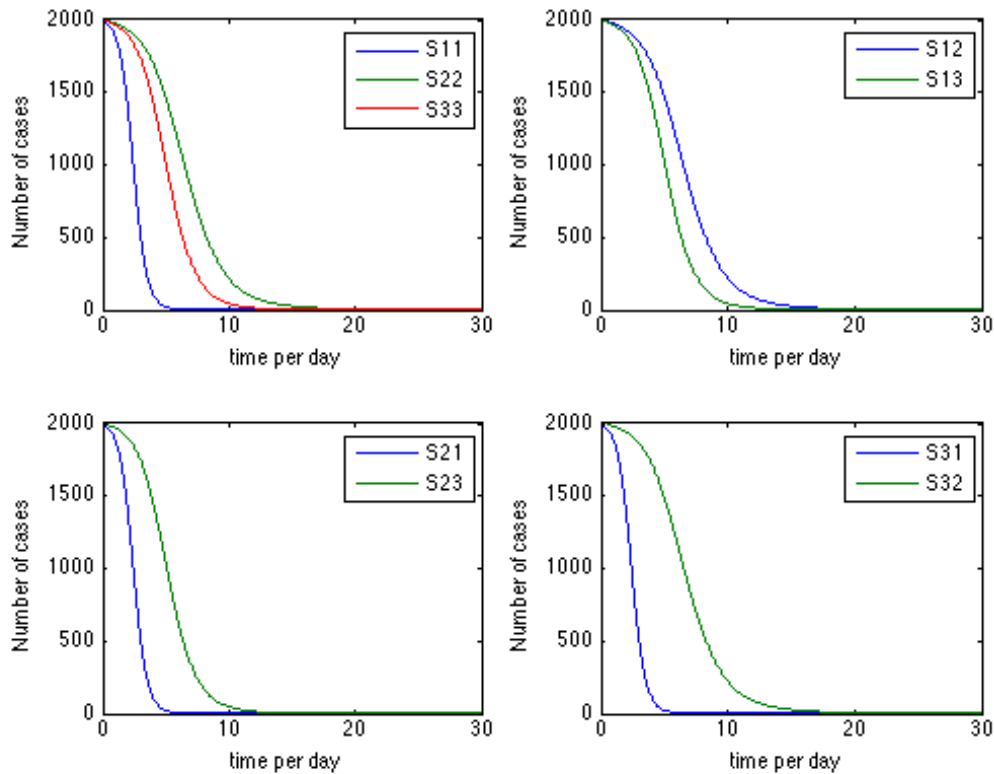 2000
1500
1000
500
0
Number of cases
S11
S22
S33
0 10 20 30
time per day
2000
1500
1000
500
0
Number of cases
S12
S13
0 10 20 30
time per day
2000
1500
1000
500
0
Number of cases
S21
S23
0 10 20 30
time per day
2000
1500
1000
500
0
Number of cases
S31
S32
0 10 20 30
time per day